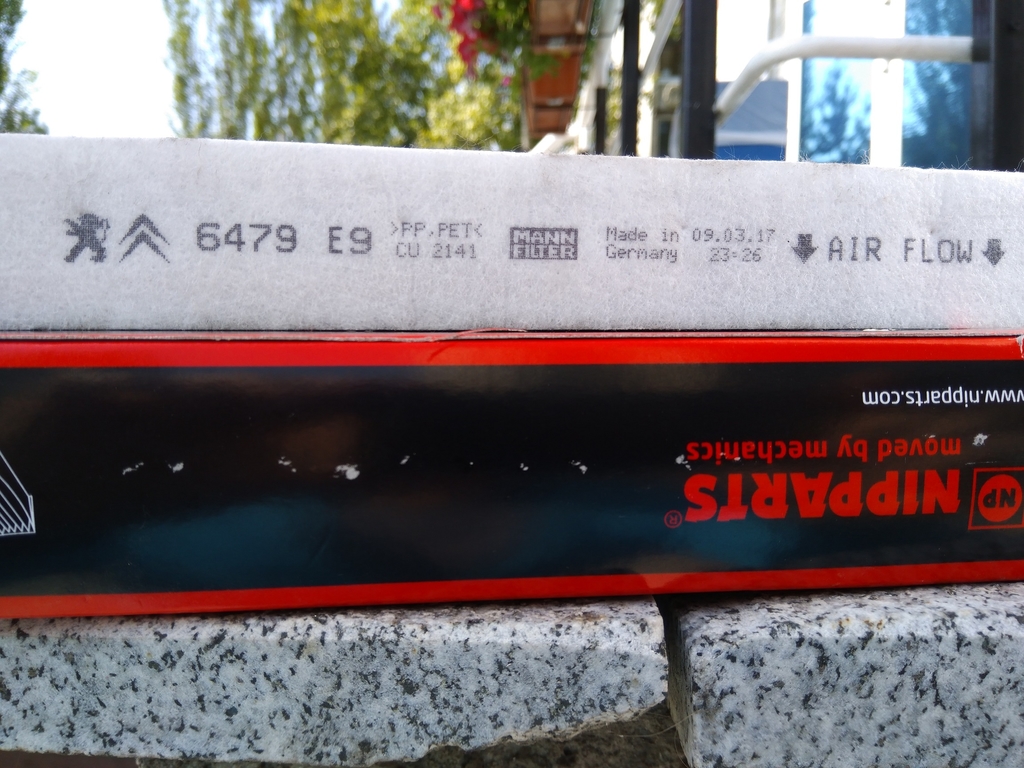 6479 E9
>PP,PET<
CU 2141
MANN
FILTER
Made in 09.03.17
Germany 23:26
AIR FLOW
www.nipparts.com
moved by mechanics
NIPPARTS®
NP